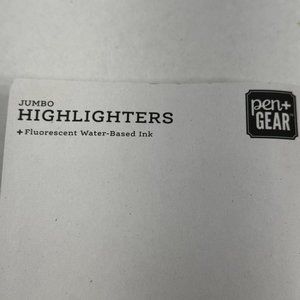 JUMBO
HIGHLIGHTERS
+Fluorescent Water-Based Ink
pen+
GEAR